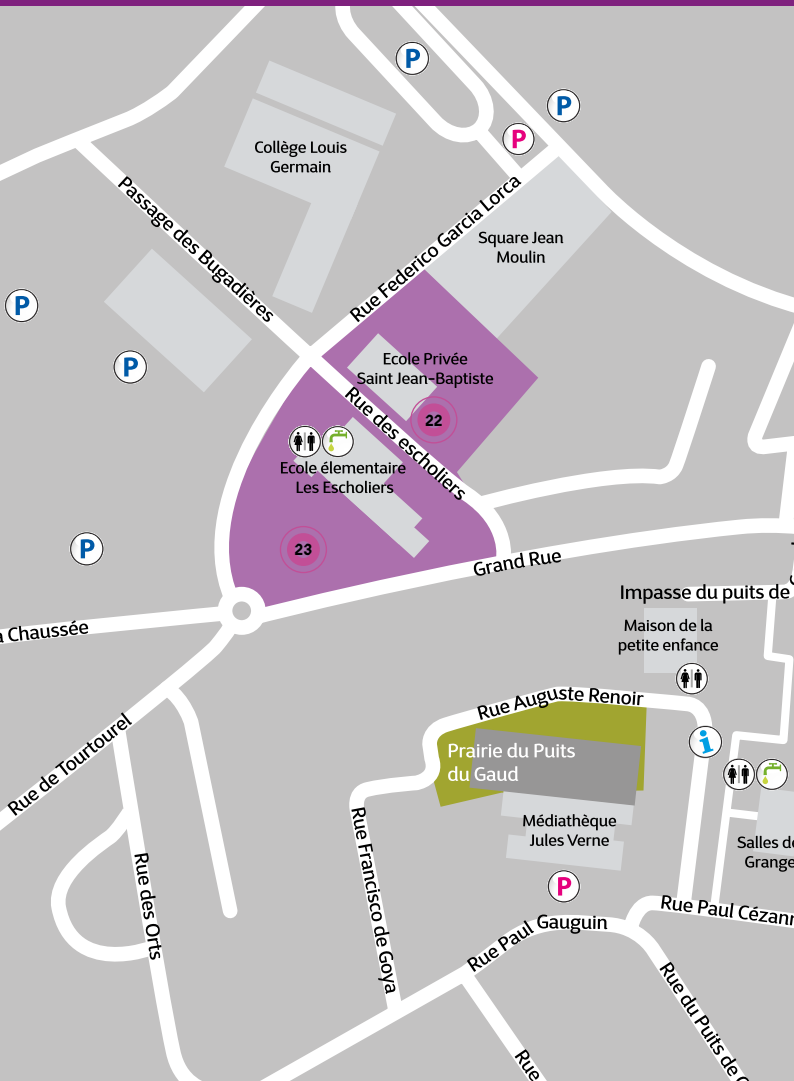 P
P
P
Collège Louis
Germain
Passage des Bugadières
Rue Federico Garcia Lorca
Square Jean
Moulin
P
P
Ecole Privée
Saint Jean-Baptiste
22
Rue des escholiers
Ecole élementaire
Les Escholiers
23
P
Grand Rue
Impasse du puits de
a Chaussée
Maison de la
petite enfance
Rue Auguste Renoir
Rue de Tourtourel
i
Prairie du Puits
du Gaud
Médiathèque
Jules Verne
Salles de
Grange
Rue Francisco de Goya
Rue des Orts
P
Rue Paul Gauguin
Rue Paul Cézann
Rue du Puits de G
Rue